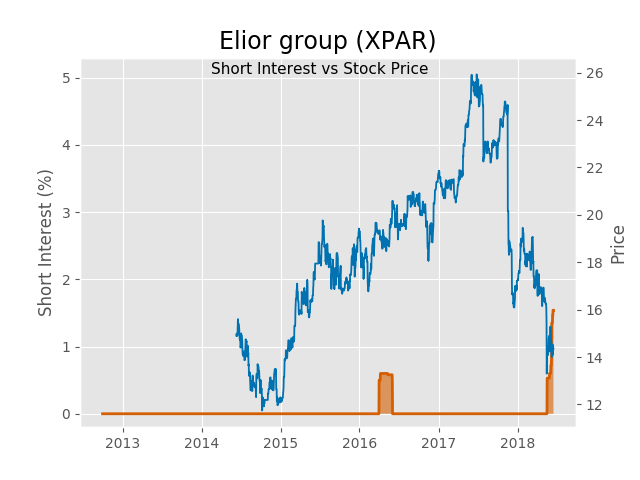 Elior group (XPAR)
Short Interest vs Stock Price
Short Interest (%)
5
4
3
2
1
0
26
24
22
20
18
16
14
12
Price
2013 2014 2015 2016 2017 2018